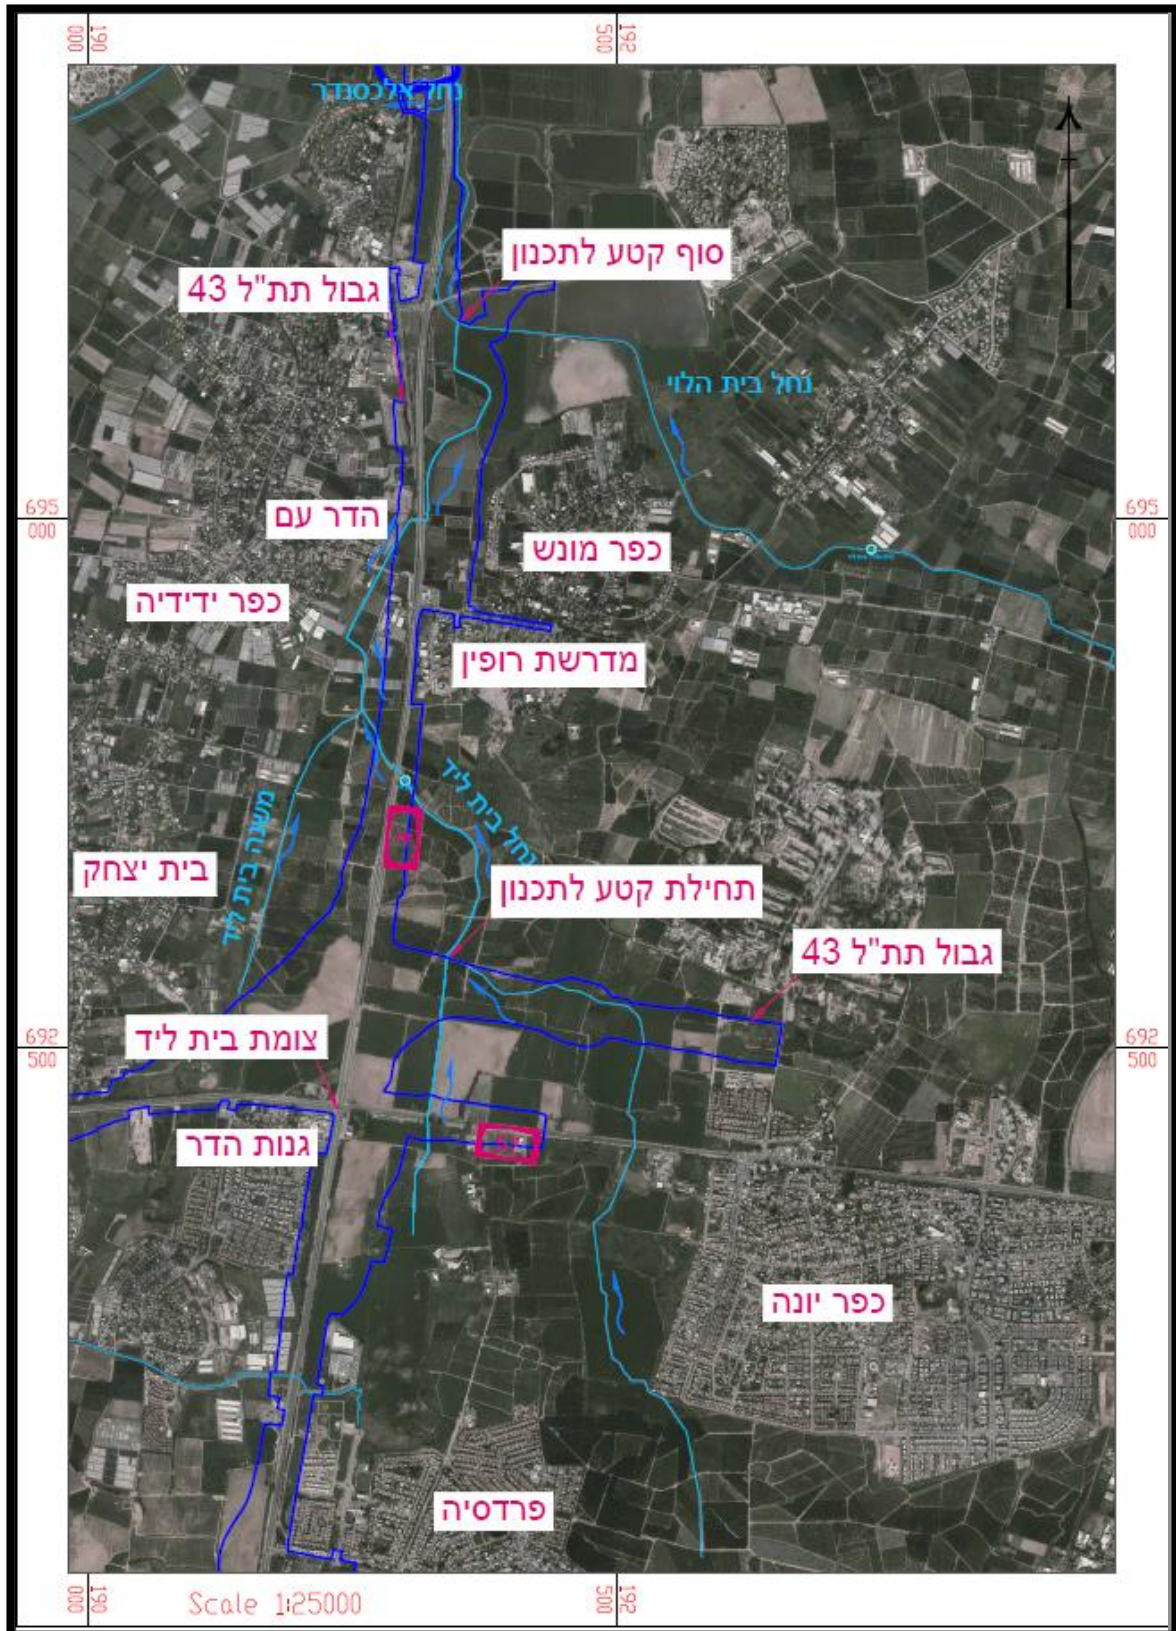 190
000
192
500
נחל אלכסנדר
סוף קטע לתכנון
גבול תת"ל 43
נחל בית הלוי
695
000
695
000
הדר עם
כפר מונש
כפר ידידיה
מדרשת רופין
נחל בית ליד
משנה בית ליד
בית יצחק
תחילת קטע לתכנון
גבול תת"ל 43
צומת בית ליד
692
500
692
500
גנות הדר
כפר יונה
פרדסיה
190
000
Scale 1:25000
192
500